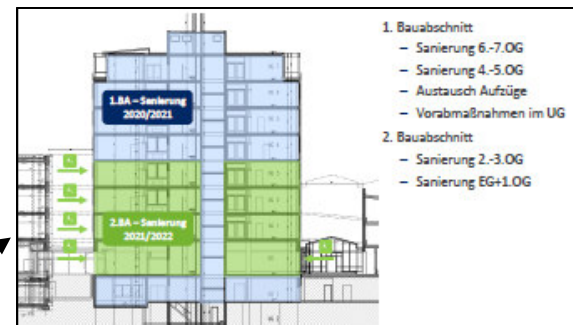 1. Bauabschnitt
– Sanierung 6.-7.OG
– Sanierung 4.-5.OG
– Austausch Aufzüge
– Vorabmaßnahmen im UG
2. Bauabschnitt
– Sanierung 2.-3.OG
– Sanierung EG+1.OG
1.BA – Sanierung
2020/2021
2.BA – Sanierung
2021/2022